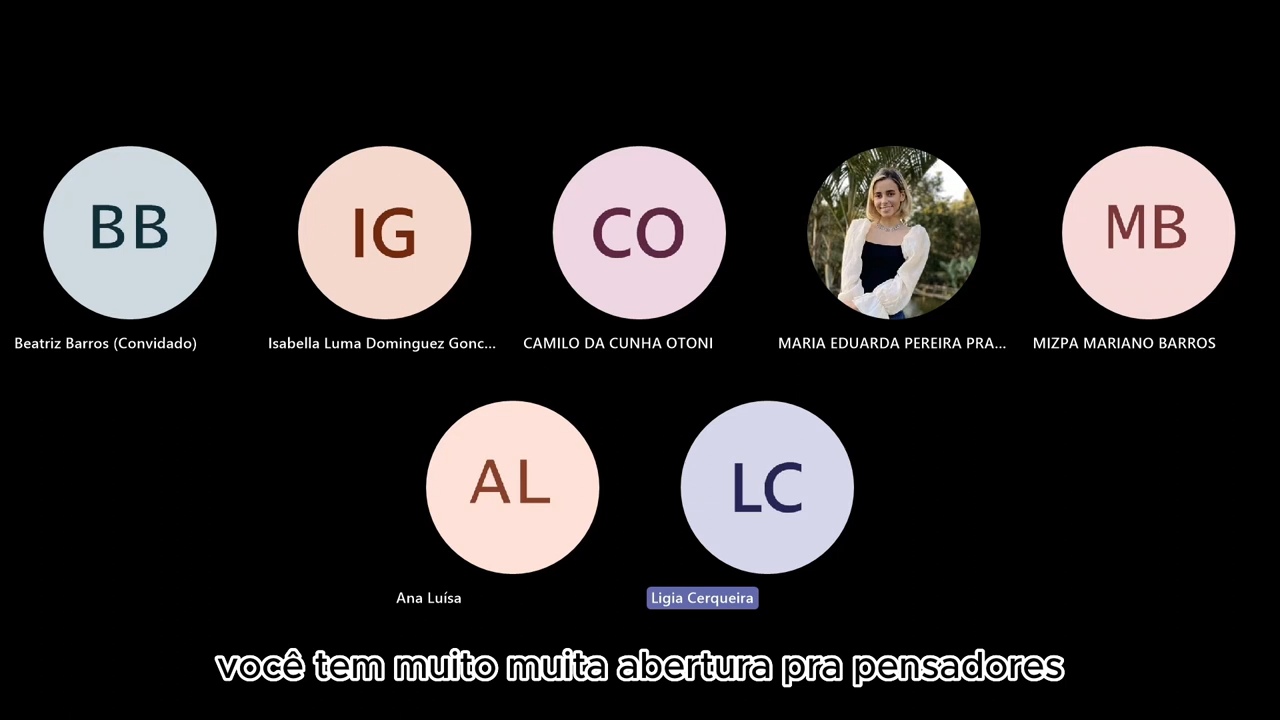 BB IG CO MB
Beatriz Barros (Convidado) Isabella Luma Dominguez Gonc... CAMILO DA CUNHA OTONI MARIA EDUARDA PEREIRA PRA... MIZPA MARIANO BARROS
AL LC
Ana Luísa Ligia Cerqueira
você tem muito muita abertura pra pensadores